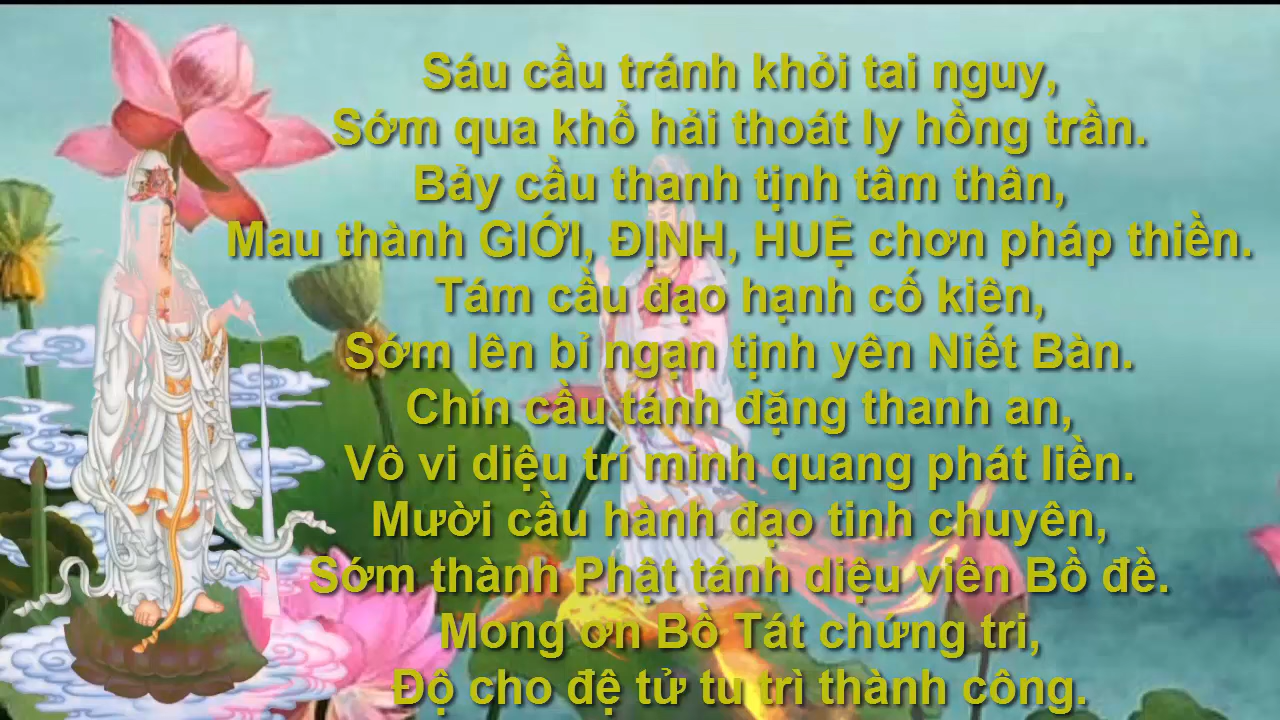 Sáu cầu tránh khỏi tai nguy,
Sớm qua khổ hải thoát ly hồng trần.
Bảy cầu thanh tịnh tâm thân,
Mau thành GIỚI, ĐỊNH, HUỆ chơn pháp thiền.
Tám cầu đạo hạnh cố kiên,
Sớm lên bỉ ngạn tịnh yên Niết Bàn.
Chín cầu tánh đặng thanh an,
Vô vi diệu trí minh quang phát liền.
Mười cầu hành đạo tinh chuyên,
Sớm thành Phật tánh diệu viên Bồ đề.
Mong ơn Bồ Tát chứng tri,
Độ cho đệ tử tu trì thành công.